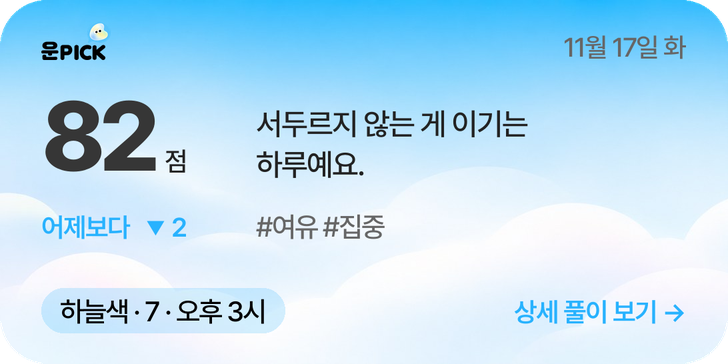 운PICK
11월 17일 화
82점
서두르지 않는 게 이기는
하루예요.
어제보다 ▼ 2
#여유 #집중
하늘색 · 7 · 오후 3시
상세 풀이 보기 →